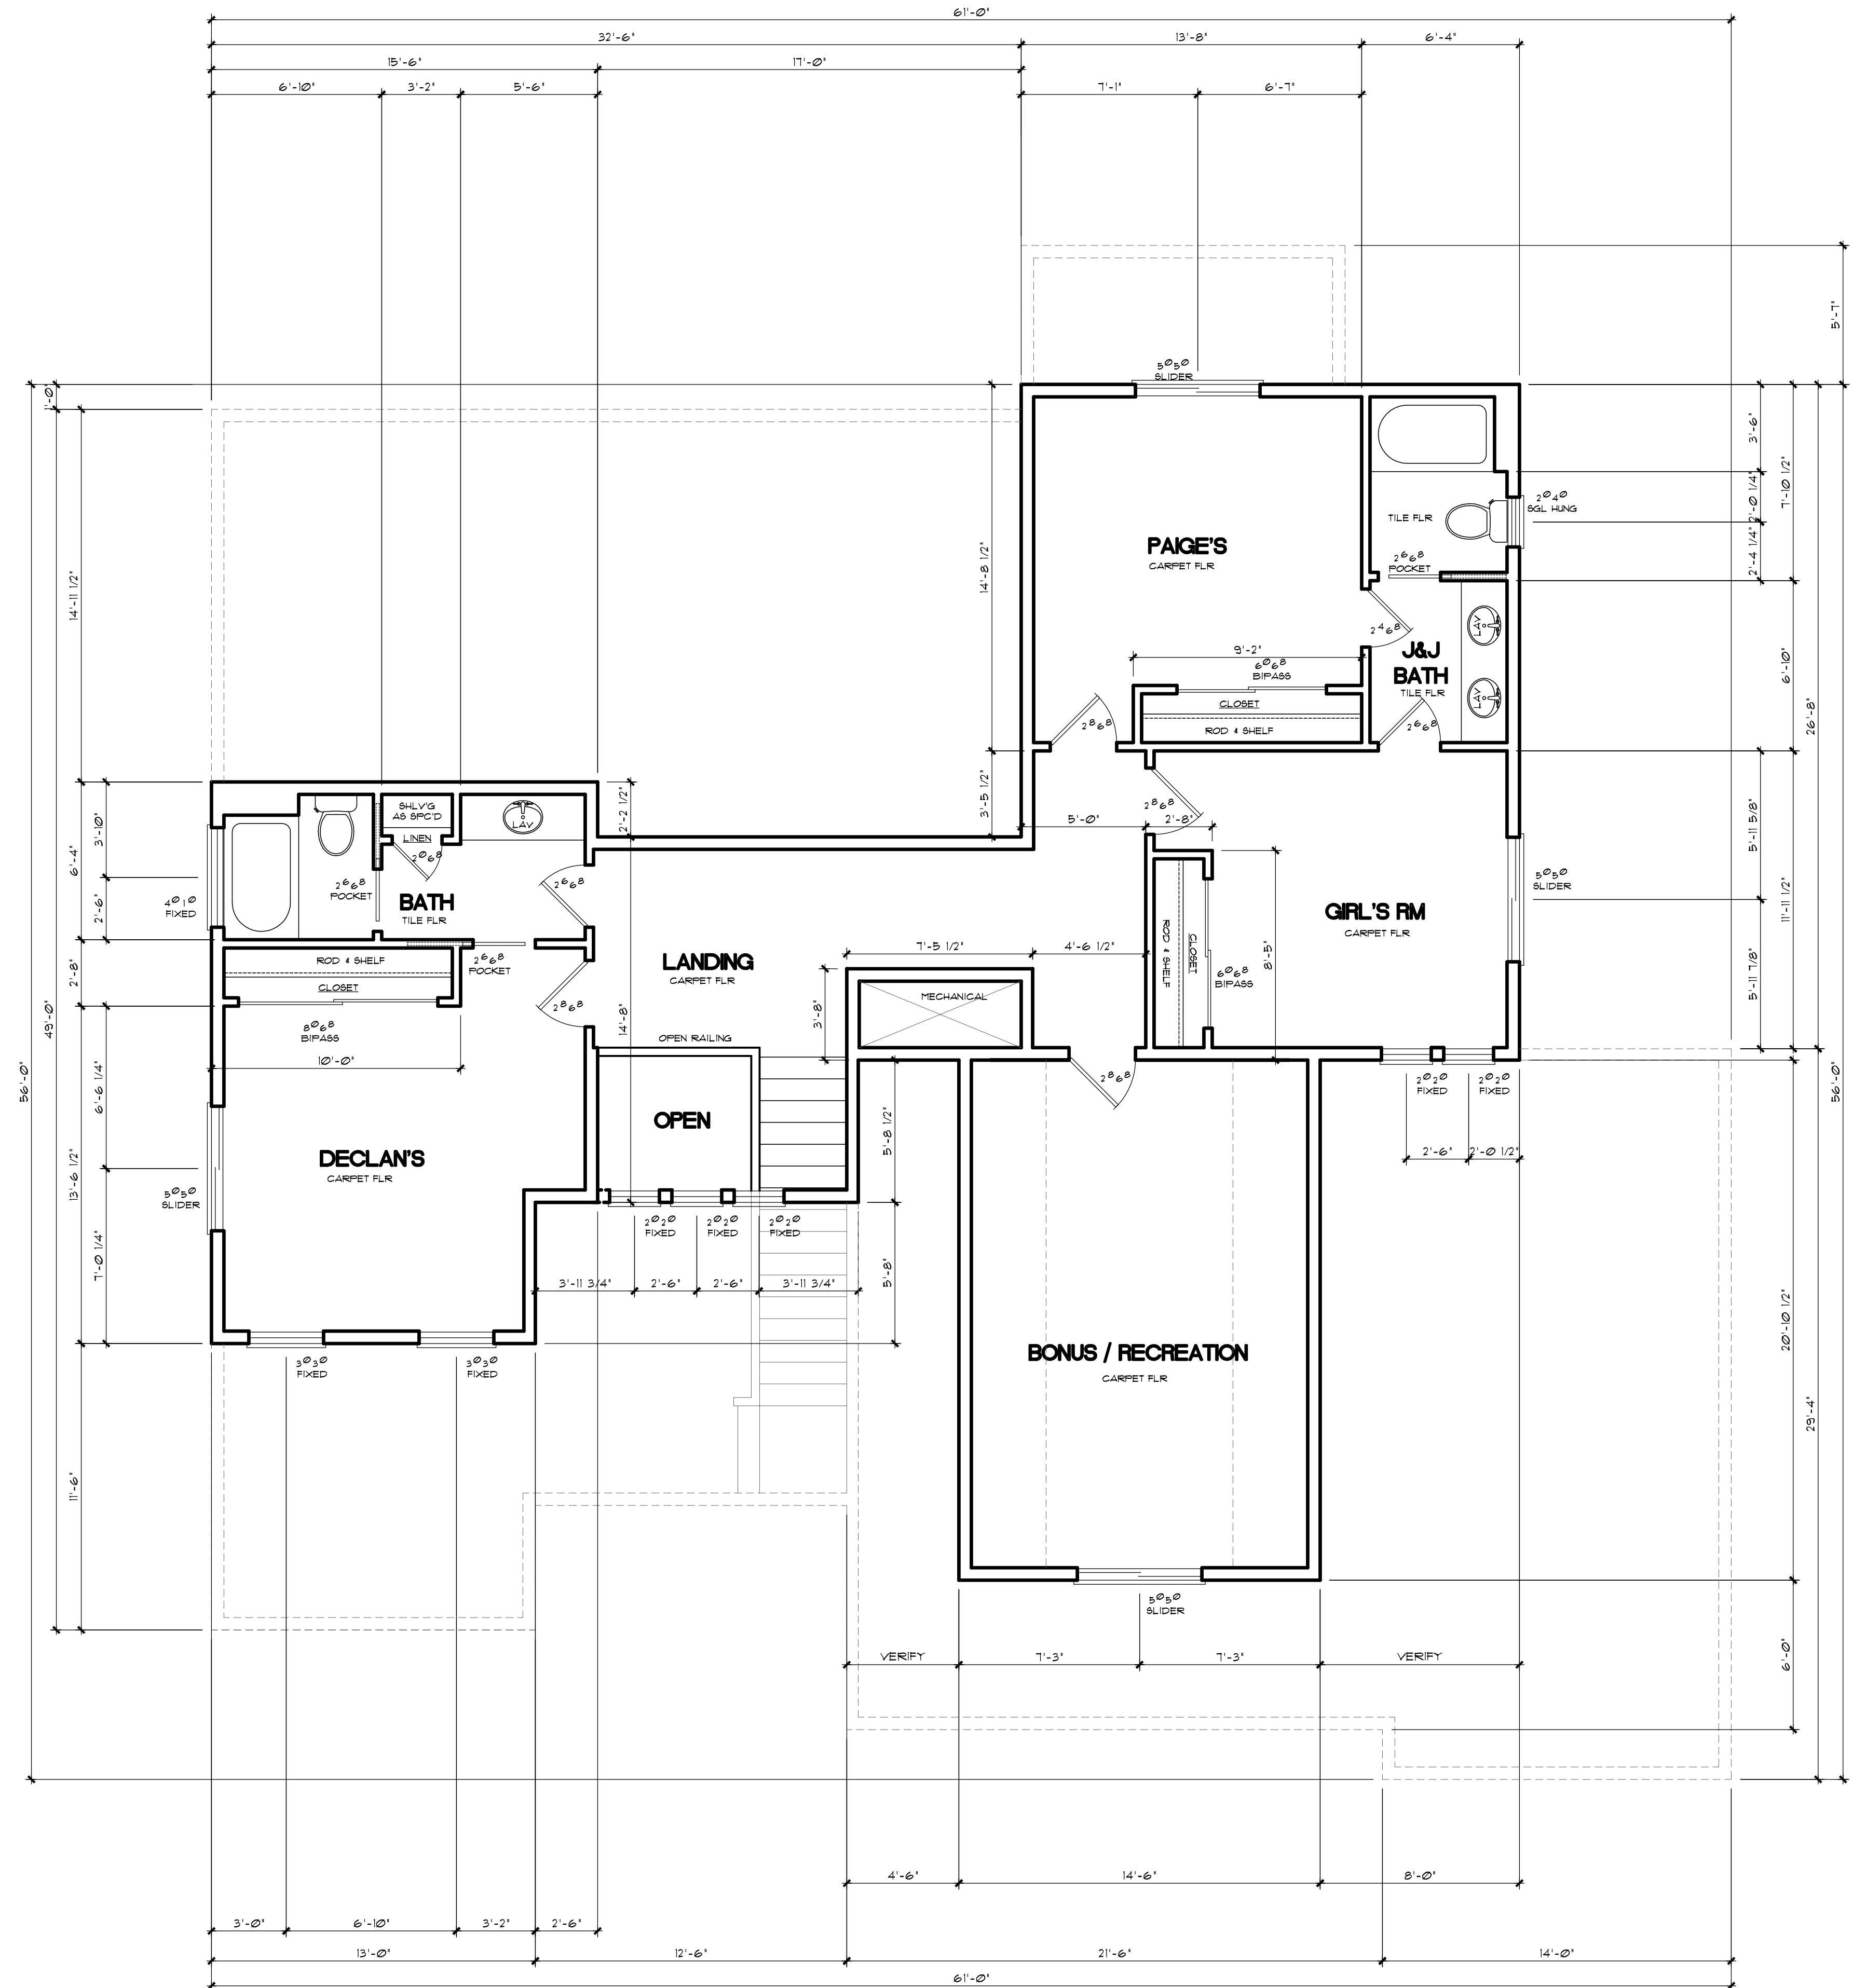 61'-0"
32'-6" 13'-8" 6'-4"
15'-6" 17'-0"
6'-10" 3'-2" 5'-6" 7'-1" 6'-7"
5'-7"
1'-0"
5⁰5⁰
SLIDER
3'-6"
2'-0 1/4"
7'-10 1/2"
2⁰4⁰
SGL HUNG
TILE FLR
PAIGE'S
CARPET FLR
14'-8 1/2"
14'-11 1/2"
2⁶6⁸
POCKET
2'-4 1/4"
LAV
2⁴6⁸
J&J
BATH
TILE FLR
9'-2"
6⁰6⁸
BIPASS
6'-10"
LAV
CLOSET
ROD & SHELF
2⁸6⁸
2⁶6⁸
26'-8"
3'-5 1/2"
2'-2 1/2"
SHLV'G
AS SPC'D
LINEN
LAV
2⁰6⁸
2⁸6⁸
5'-0" 2'-8"
3'-10"
6'-4"
5'-11 5/8"
2⁶6⁸
POCKET
2⁶6⁸
BATH
TILE FLR
4⁰1⁰
FIXED
5⁰5⁰
SLIDER
GIRL'S RM
CARPET FLR
2'-6"
11'-11 1/2"
ROD & SHELF
CLOSET
8'-5"
7'-5 1/2" 4'-6 1/2"
LANDING
CARPET FLR
ROD & SHELF
2⁶6⁸
POCKET
CLOSET
6⁰6⁸
BIPASS
MECHANICAL
2'-8"
5'-11 7/8"
2⁸6⁸
14'-8"
3'-8"
OPEN RAILING
8⁰6⁸
BIPASS
10'-0"
49'-0"
56'-0"
56'-0"
2⁸6⁸
2⁰2⁰
FIXED
2⁰2⁰
FIXED
6'-6 1/4"
OPEN
5'-8 1/2"
2'-6" 2'-0 1/2"
DECLAN'S
CARPET FLR
5⁰5⁰
SLIDER
13'-6 1/2"
2⁰2⁰
FIXED
2⁰2⁰
FIXED
2⁰2⁰
FIXED
7'-0 1/4"
5'-8"
3'-11 3/4" 2'-6" 2'-6" 3'-11 3/4"
20'-10 1/2"
BONUS / RECREATION
CARPET FLR
3⁰3⁰
FIXED
3⁰3⁰
FIXED
29'-4"
11'-6"
5⁰5⁰
SLIDER
VERIFY 7'-3" 7'-3" VERIFY
6'-0"
4'-6" 14'-6" 8'-0"
3'-0" 6'-10" 3'-2" 2'-6"
13'-0" 12'-6" 21'-6" 14'-0"
61'-0"